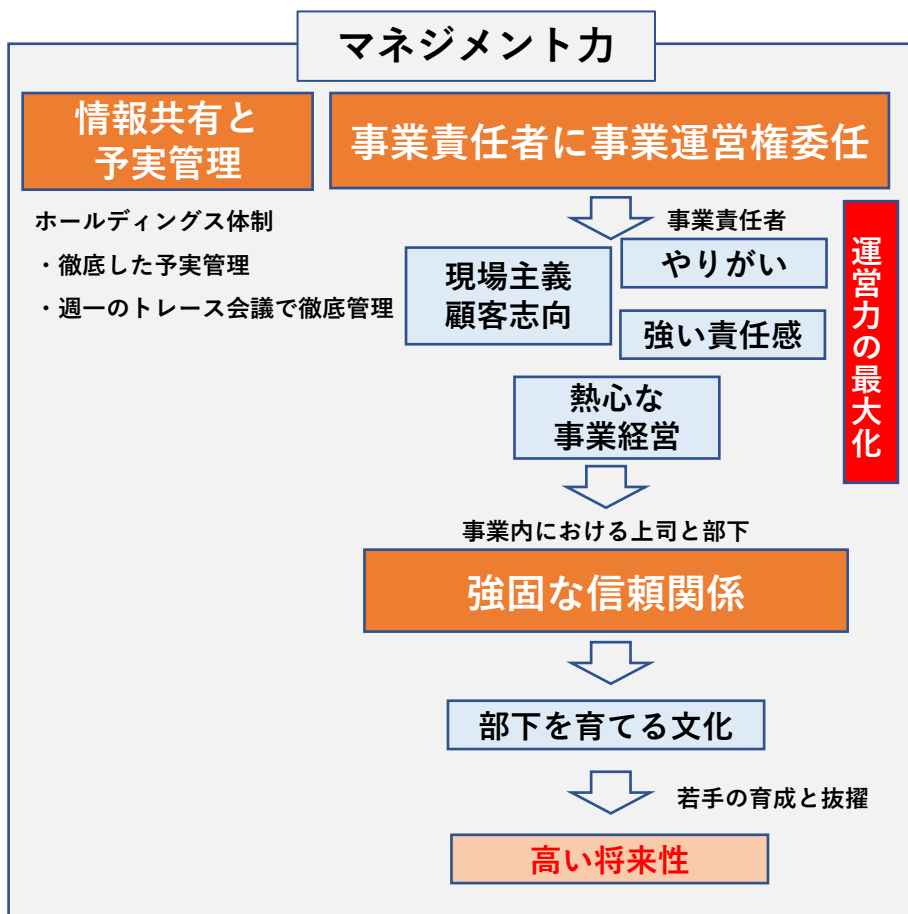 マネジメント力
情報共有と
予実管理
事業責任者に事業運営権委任
ホールディングス体制
・徹底した予実管理
・週一のトレース会議で徹底管理
事業責任者
現場主義
顧客志向
やりがい
強い責任感
熱心な
事業経営
運営力の最大化
事業内における上司と部下
強固な信頼関係
部下を育てる文化
若手の育成と抜擢
高い将来性